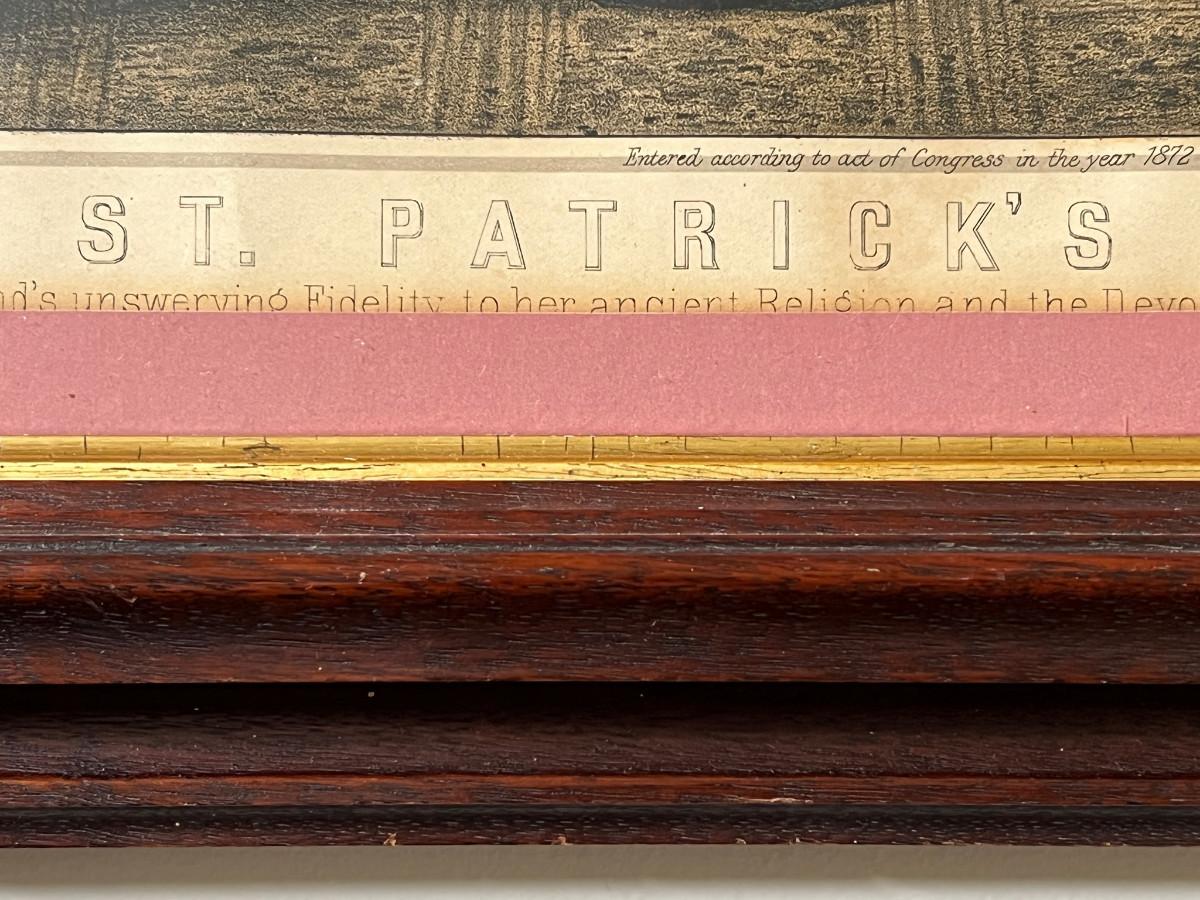 Entered according to act of Congress in the year 1872
ST. PATRICK'S
unswerving Fidelity to her ancient Religion and the